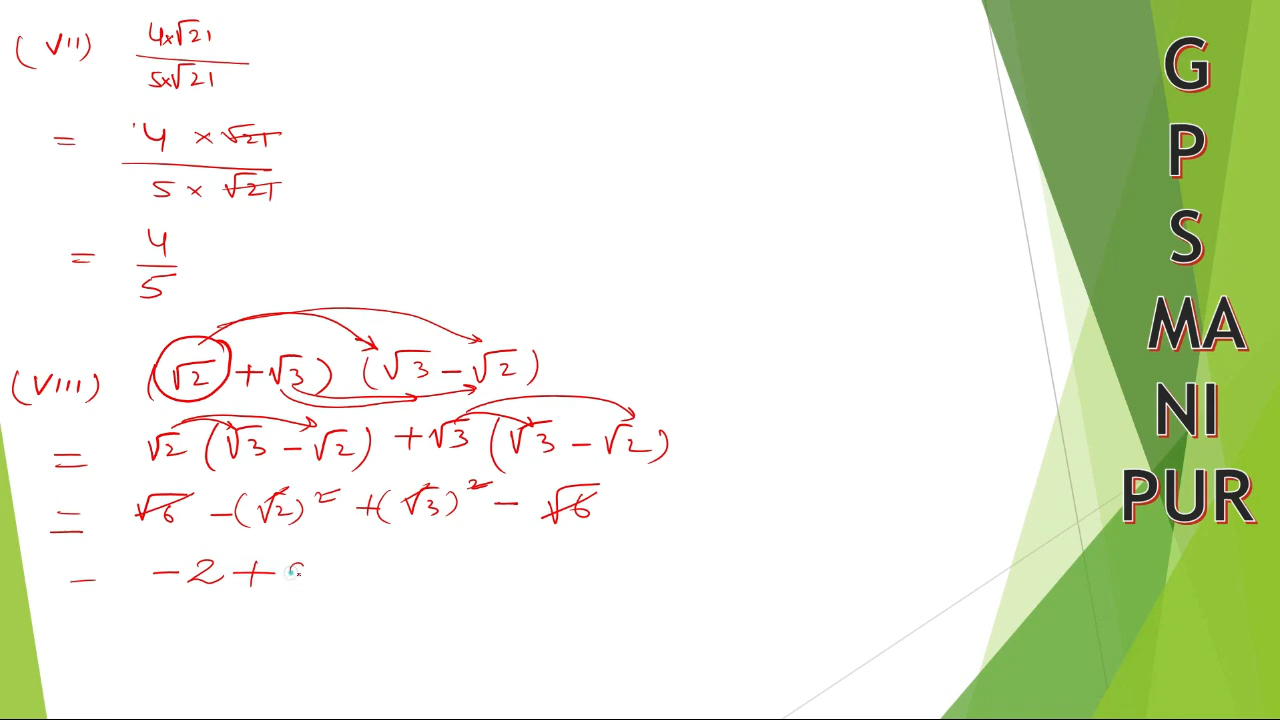 (VII) 4×√21 / 5×√21
= 4 × √21 / 5 × √21
= 4/5
(VIII) (√2 + √3) (√3 - √2)
= √2 (√3 - √2) + √3 (√3 - √2)
= √6 - (√2)² + (√3)² - √6
- -2 +
G
P
S
MA
NI
PUR